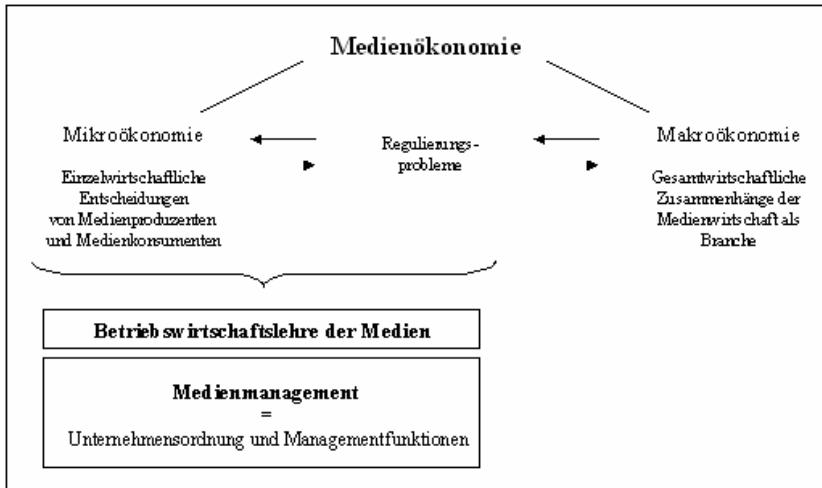 Medienökonomie
Mikroökonomie
Einzelwirtschaftliche
Entscheidungen
von Medienproduzenten
und Medienkonsumenten
Regulierungs-
probleme
Makroökonomie
Gesamtwirtschaftliche
Zusammenhänge der
Medienwirtschaft als
Branche
Betriebswirtschaftslehre der Medien
Medienmanagement
=
Unternehmensordnung und Managementfunktionen